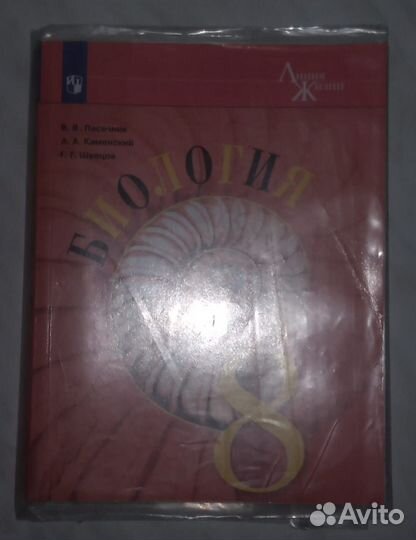 Линия
Жизни
В. В. Пасечник
А. А. Каменский
Г. Г. Швецов
БИОЛОГИЯ
8
Avito